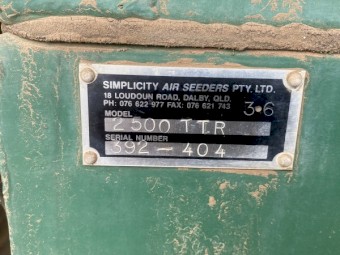 SIMPLICITY AIR SEEDERS PTY. LTD.
18 LOUDOUN ROAD, DALBY, QLD.
PH: 076 622 977 FAX: 076 621 743
MODEL 3•6
2500 TTR
SERIAL NUMBER
392-404